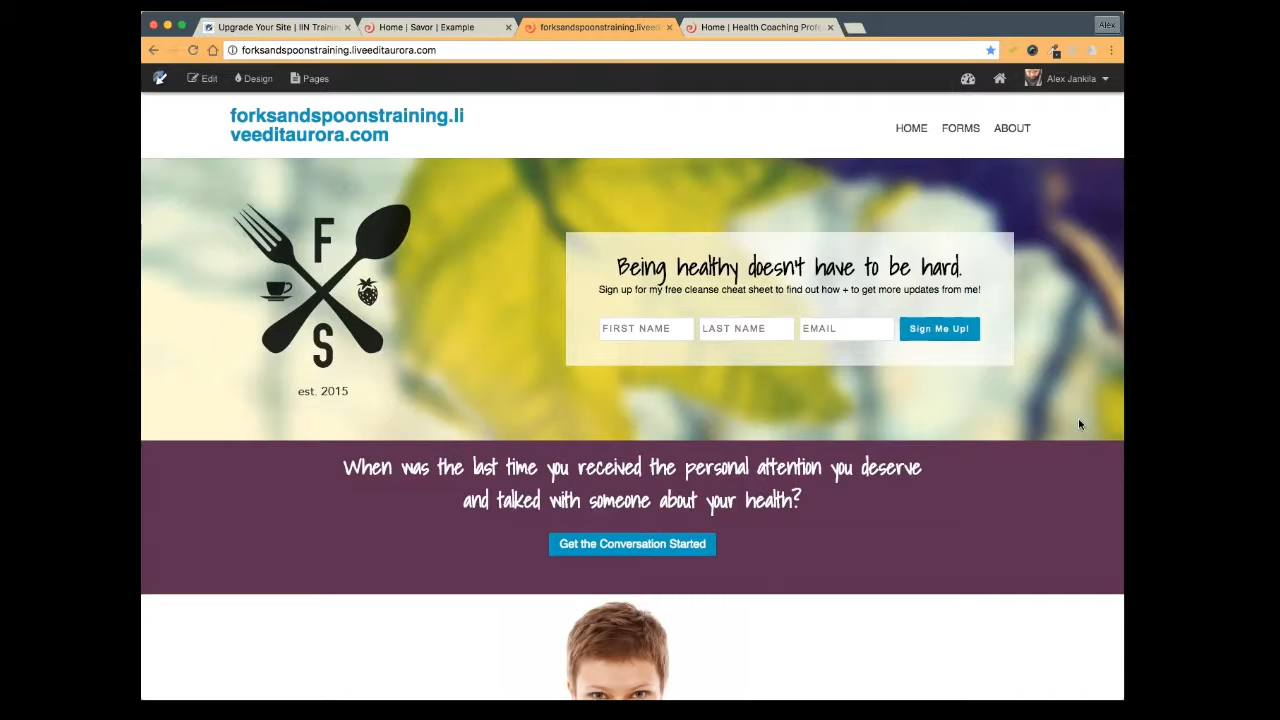 Upgrade Your Site | IIN Trainin
Home | Savor | Example
forksandspoonstraining.liveed
Home | Health Coaching Prof
Alex
forksandspoonstraining.liveeditaurora.com
Edit
Design
Pages
Alex Jankila
forksandspoonstraining.li
veeditaurora.com
HOME
FORMS
ABOUT
F
S
est. 2015
Being healthy doesn't have to be hard.
Sign up for my free cleanse cheat sheet to find out how + to get more updates from me!
FIRST NAME
LAST NAME
EMAIL
Sign Me Up!
When was the last time you received the personal attention you deserve
and talked with someone about your health?
Get the Conversation Started